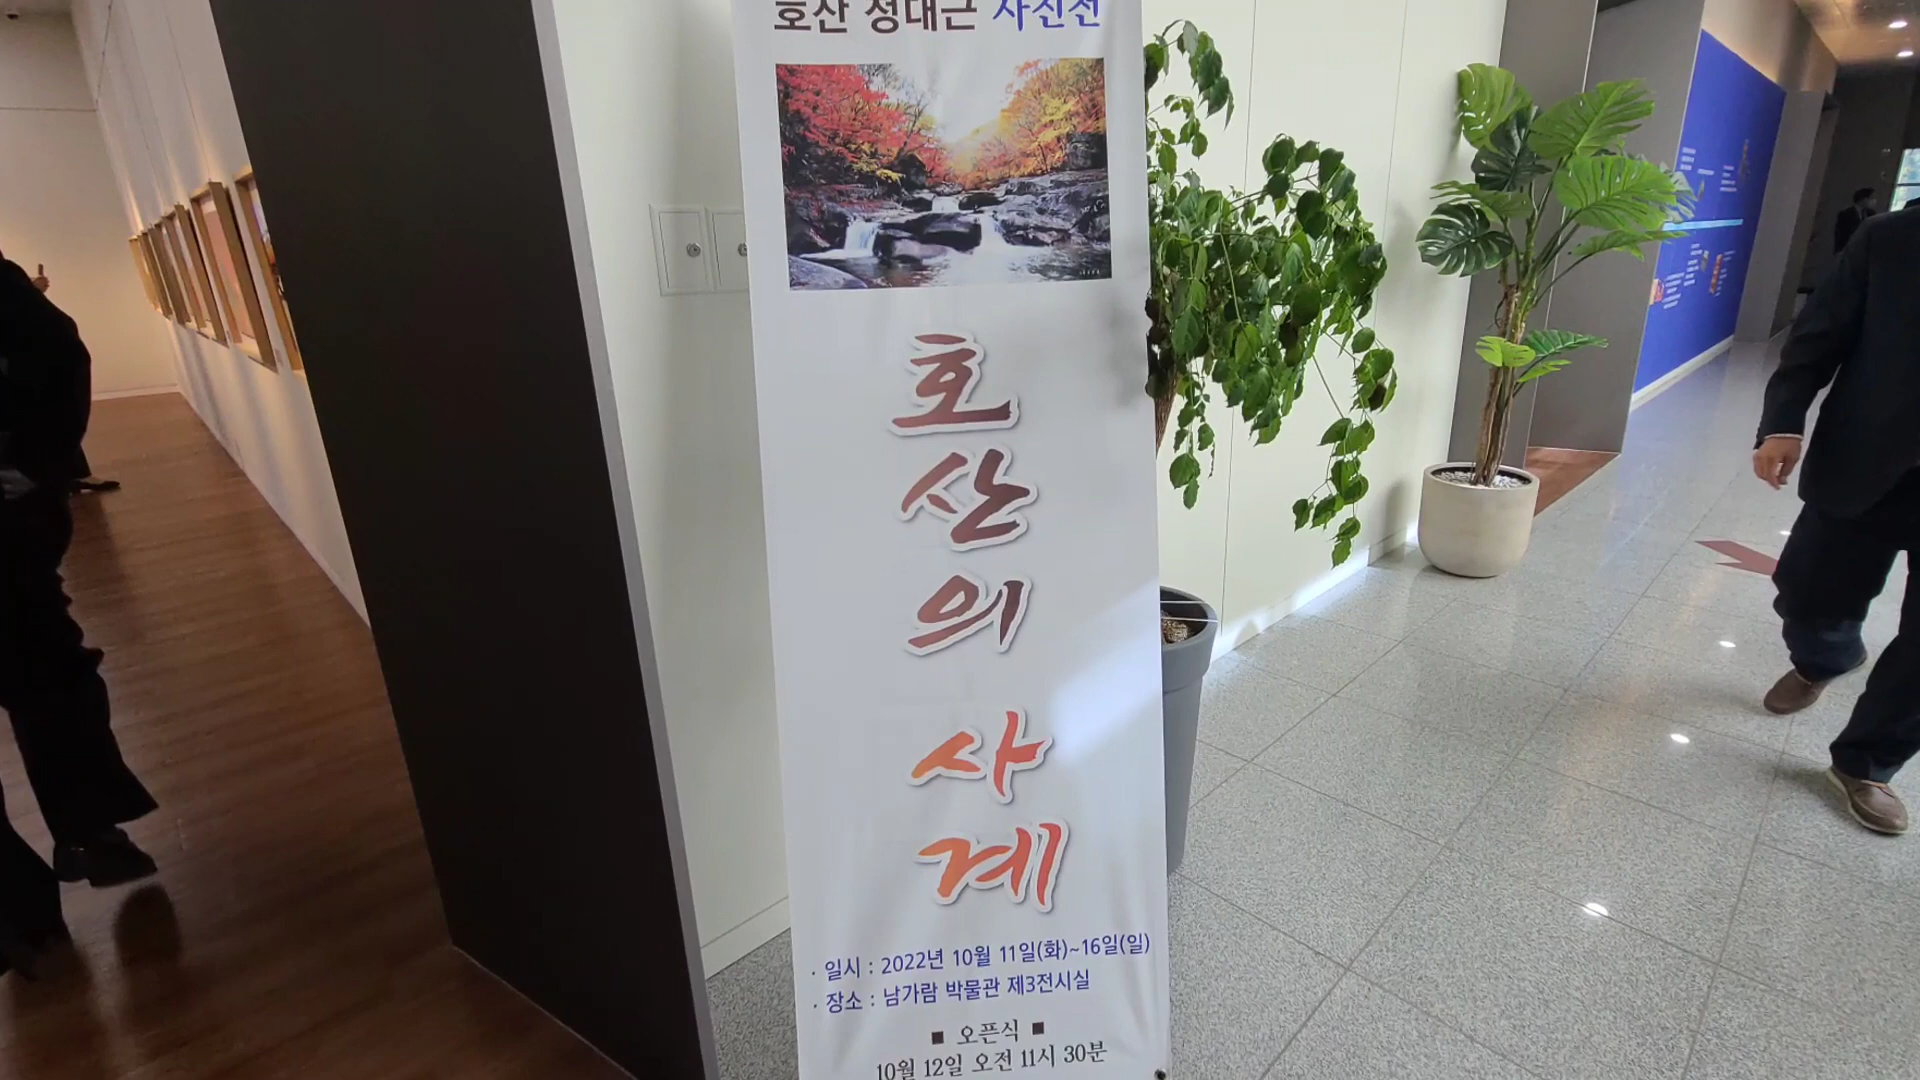 호산 정대근 사진전
호
산
의
사
계
· 일시 : 2022년 10월 11일(화)~16일(일)
· 장소 : 남가람 박물관 제3전시실
■ 오픈식 ■
10월 12일 오전 11시 30분